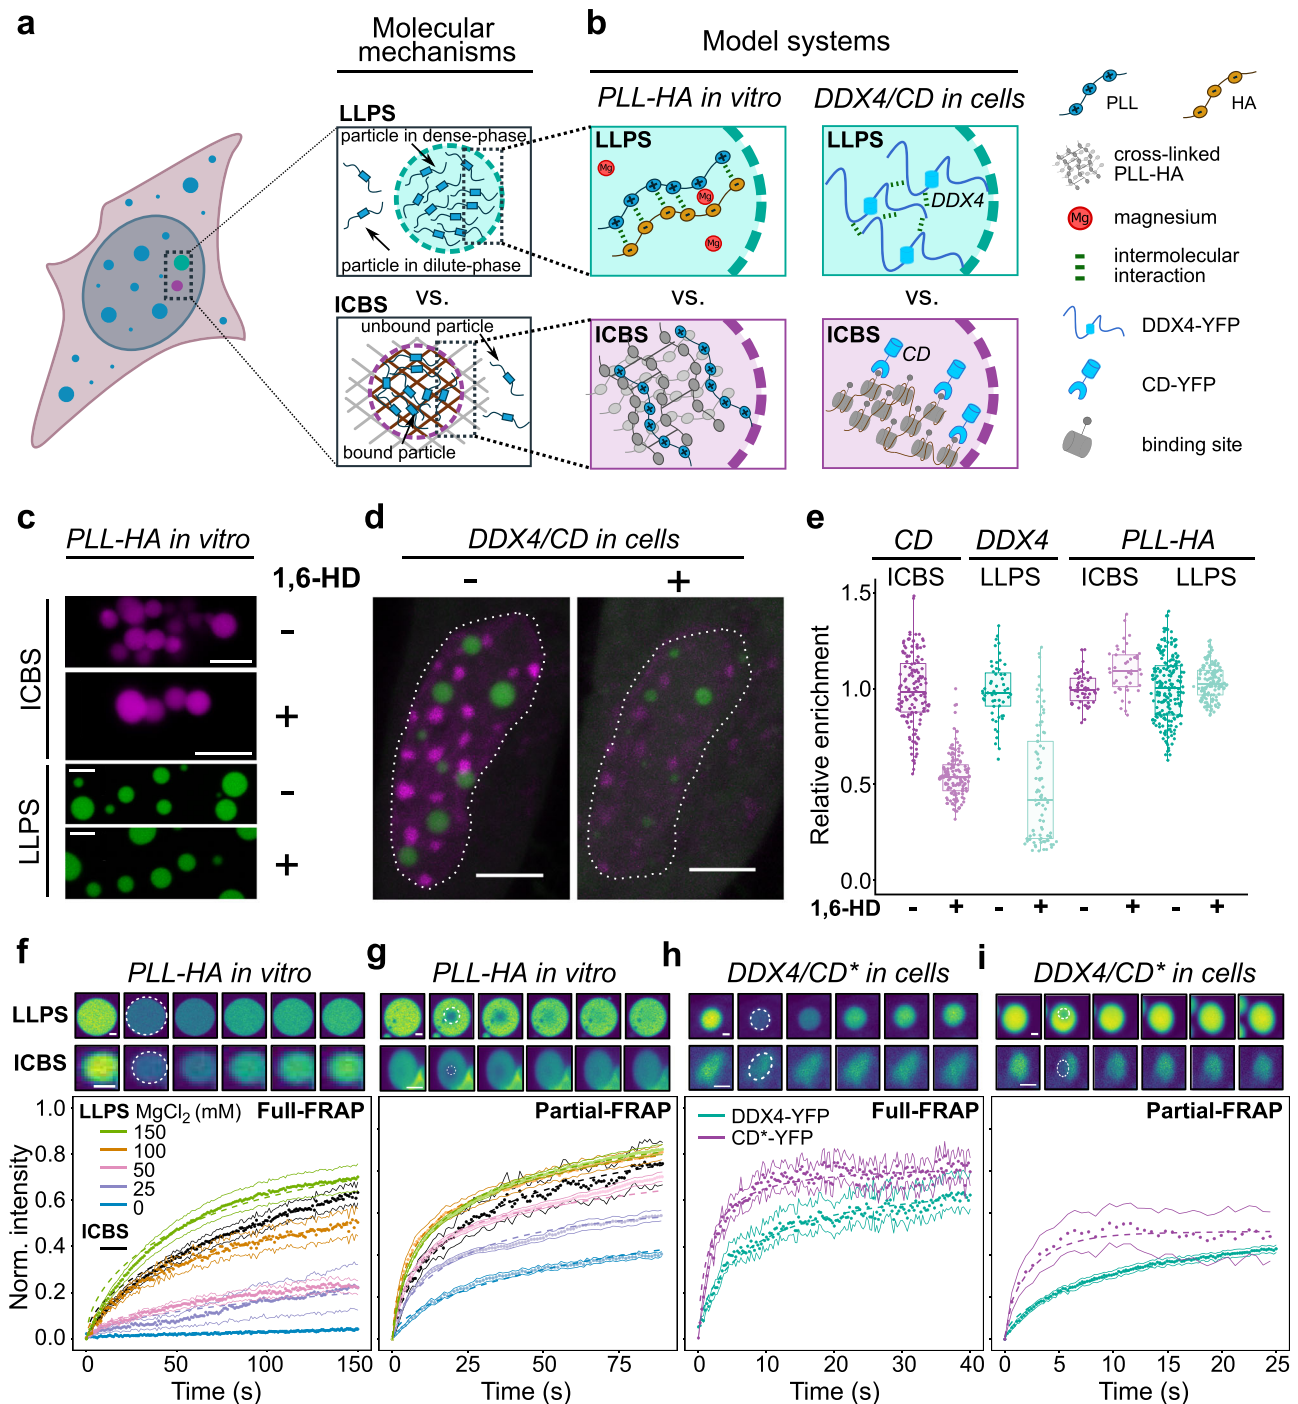 a
Molecular
mechanisms
LLPS
particle in dense-phase
particle in dilute-phase
vs.
ICBS
unbound particle
bound particle
b
Model systems
PLL-HA in vitro
DDX4/CD in cells
LLPS
Mg
Mg
Mg
LLPS
DDX4
vs.
vs.
ICBS
ICBS
CD
PLL
HA
cross-linked
PLL-HA
Mg
magnesium
intermolecular
interaction
DDX4-YFP
CD-YFP
binding site
c
PLL-HA in vitro
1,6-HD
ICBS
-
+
LLPS
-
+
d
DDX4/CD in cells
- +
e
CD DDX4 PLL-HA
ICBS LLPS ICBS LLPS
Relative enrichment
1.5
1.0
0.5
0.0
1,6-HD - + - + - + - +
f
PLL-HA in vitro
LLPS
ICBS
Norm. intensity
1.0
0.8
0.6
0.4
0.2
0.0
LLPS MgCl2 (mM)
150
100
50
25
0
ICBS
Full-FRAP
0 50 100 150
Time (s)
g
PLL-HA in vitro
Partial-FRAP
0 25 50 75
Time (s)
h
DDX4/CD* in cells
Full-FRAP
DDX4-YFP
CD*-YFP
0 10 20 30 40
Time (s)
i
DDX4/CD* in cells
Partial-FRAP
0 5 10 15 20 25
Time (s)